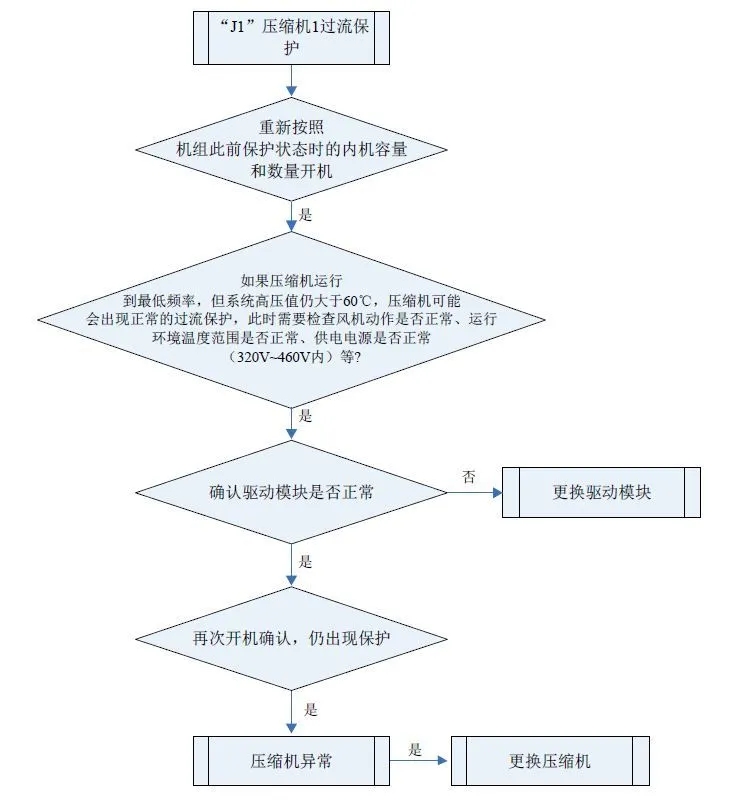 “J1”压缩机1过流保
护
重新按照
机组此前保护状态时的内机容量
和数量开机
是
如果压缩机运行
到最低频率，但系统高压值仍大于60℃，压缩机可能
会出现正常的过流保护，此时需要检查风机动作是否正常、运行
环境温度范围是否正常、供电电源是否正常
（320V~460V内）等?
是
确认驱动模块是否正常
否
更换驱动模块
是
再次开机确认，仍出现保护
是
压缩机异常
是
更换压缩机